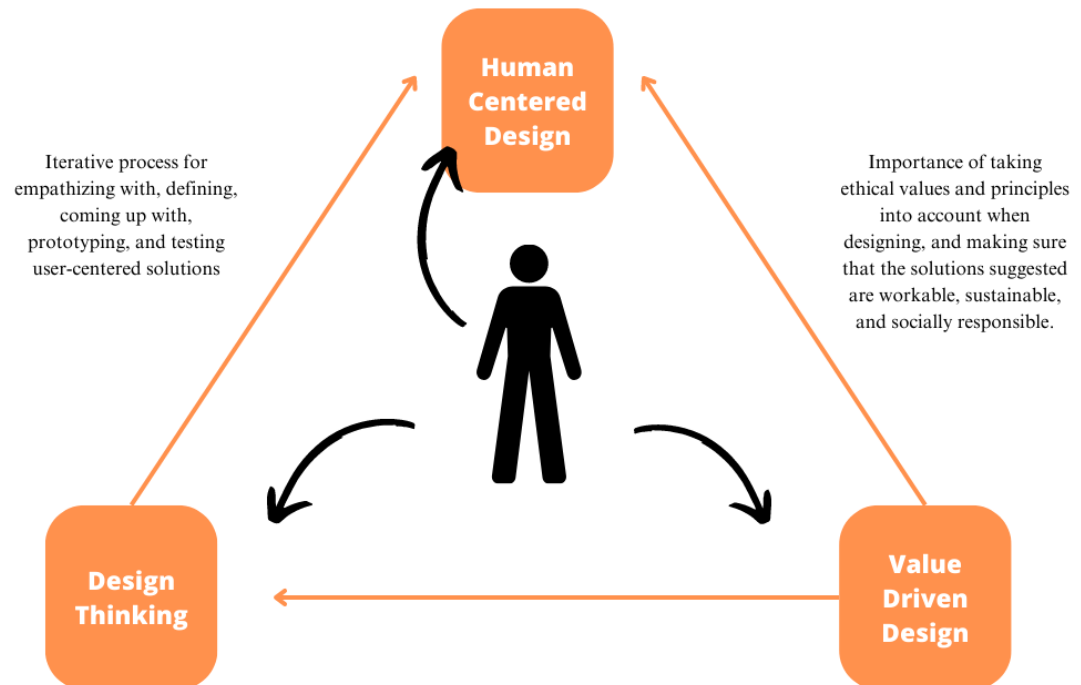 Human
Centered
Design
Iterative process for
empathizing with, defining,
coming up with,
prototyping, and testing
user-centered solutions
Importance of taking
ethical values and principles
into account when
designing, and making sure
that the solutions suggested
are workable, sustainable,
and socially responsible.
Design
Thinking
Value
Driven
Design